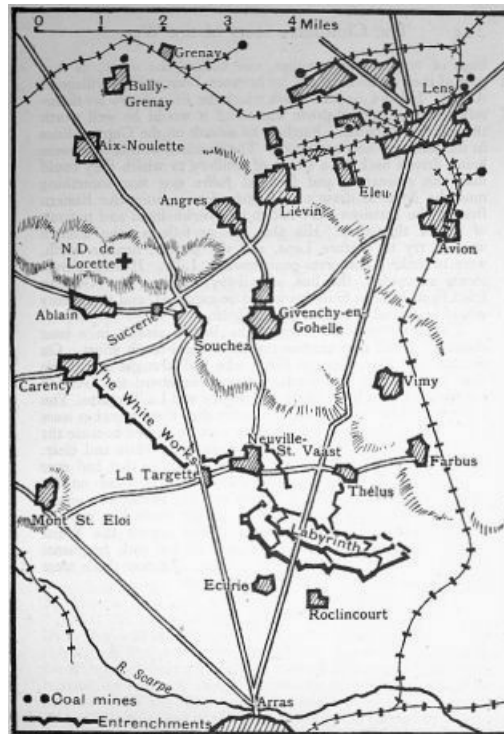 0 1 2 3 4 Miles
Grenay
Bully-
Grenay
Lens
Aix-Noulette
Eleu
Liévin
Angres
Avion
N.D. de
Lorette
Ablain
Sucrerie
Givenchy-en-
Gohelle
Souchez
Carency
Vimy
The White Works
Neuville-
St. Vaast
Farbus
La Targette
Thélus
Mont St. Eloi
Labyrinth
Ecurie
Roclincourt
R. Scarpe
Arras
Coal mines
Entrenchments